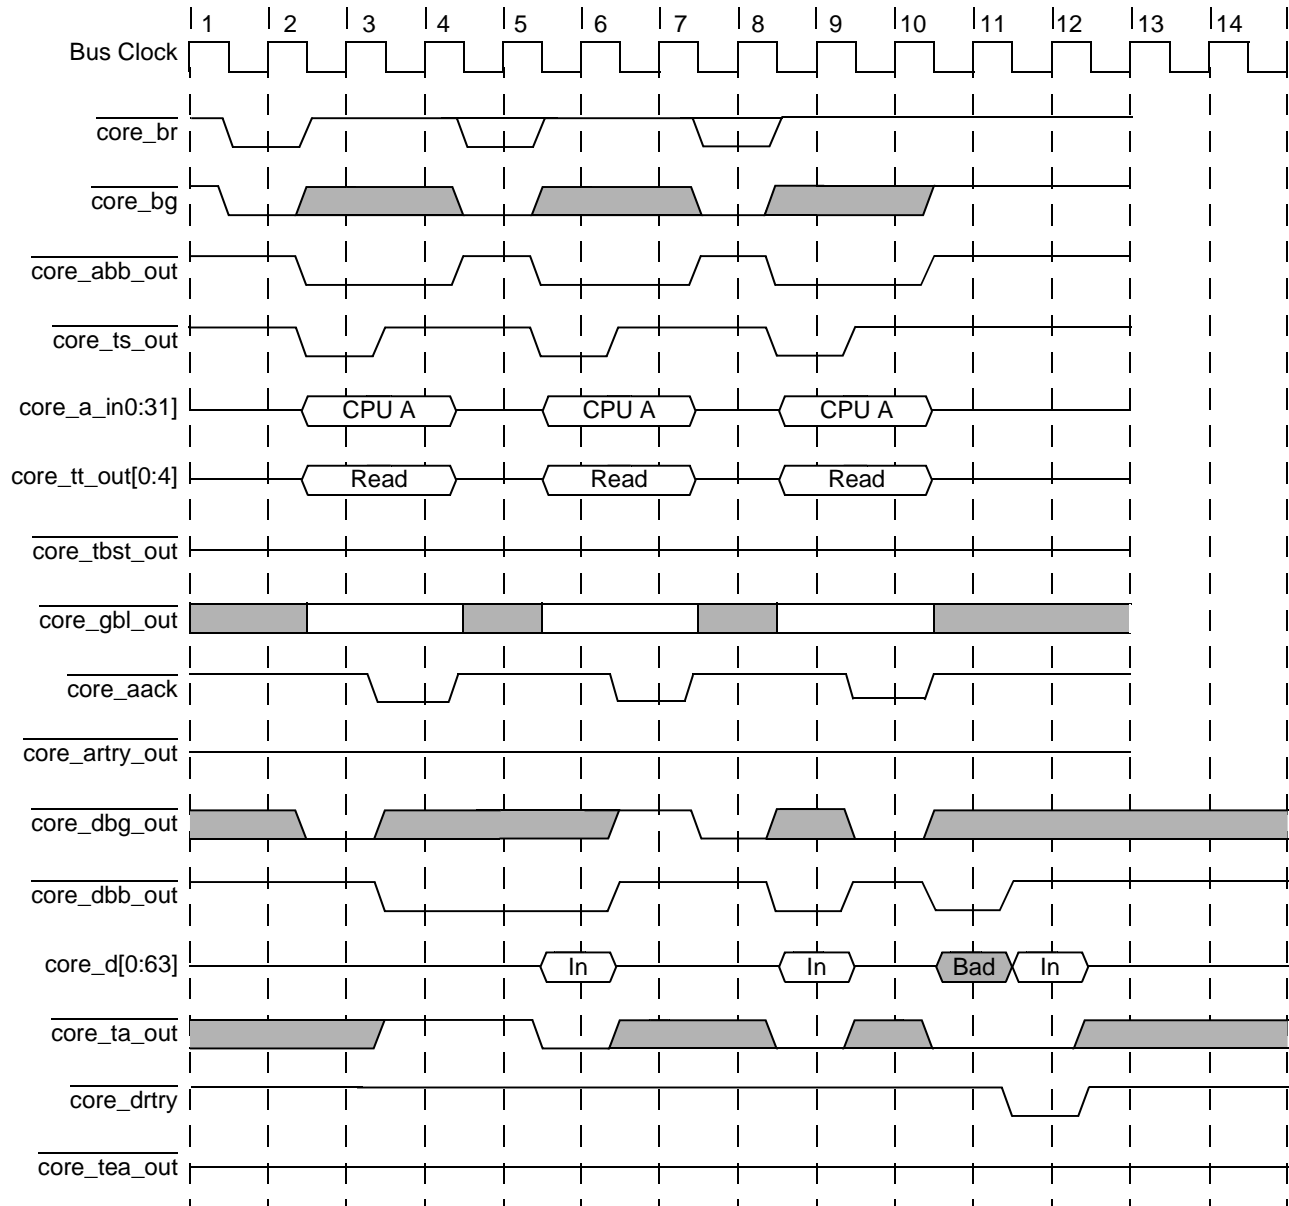 1 2 3 4 5 6 7 8 9 10 11 12 13 14
Bus Clock
core_br
core_bg
core_abb_out
core_ts_out
core_a_in0:31] CPU A CPU A CPU A
core_tt_out[0:4] Read Read Read
core_tbst_out
core_gbl_out
core_aack
core_artry_out
core_dbg_out
core_dbb_out
core_d[0:63] In In Bad In
core_ta_out
core_drtry
core_tea_out